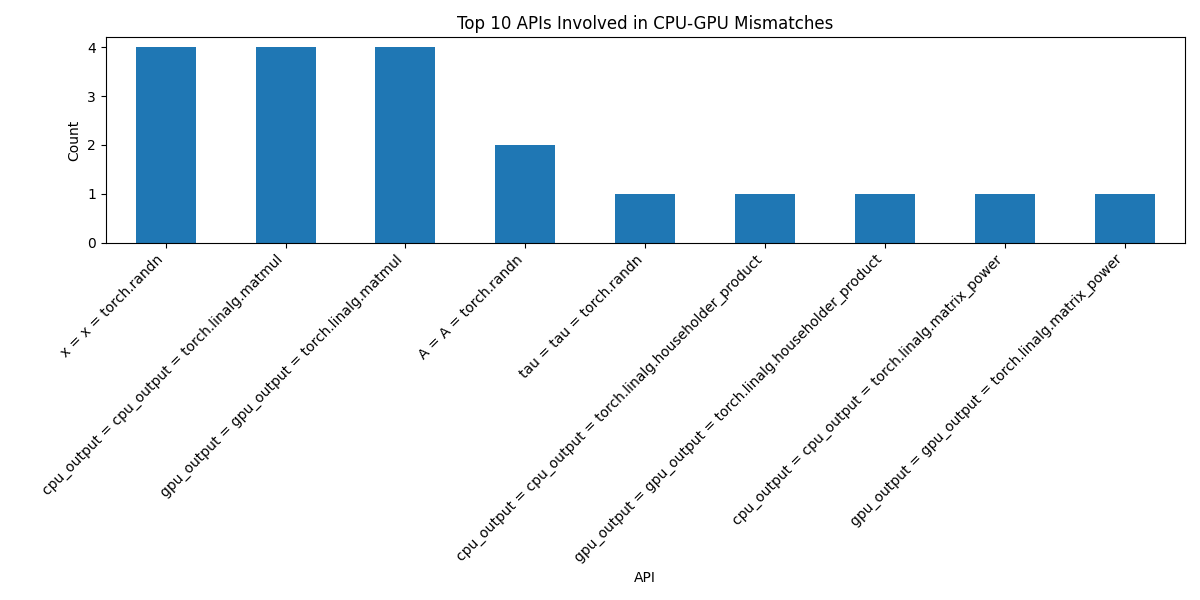 Top 10 APIs Involved in CPU-GPU Mismatches
Count
4
3
2
1
0
x = x = torch.randn
cpu_output = cpu_output = torch.linalg.matmul
gpu_output = gpu_output = torch.linalg.matmul
A = A = torch.randn
tau = tau = torch.randn
cpu_output = cpu_output = torch.linalg.householder_product
gpu_output = gpu_output = torch.linalg.householder_product
cpu_output = cpu_output = torch.linalg.matrix_power
gpu_output = gpu_output = torch.linalg.matrix_power
API